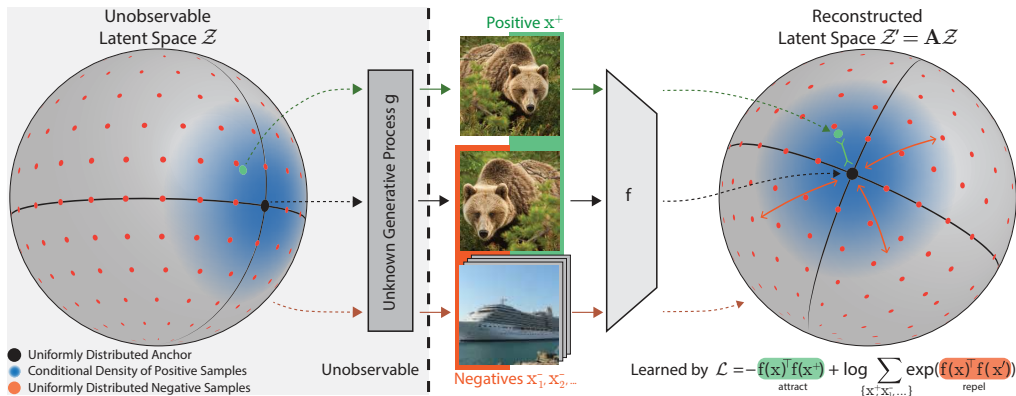 Unobservable
Latent Space 𝒵
Positive x⁺
Reconstructed
Latent Space 𝒵′ = A𝒵
Unknown Generative Process g
f
Unobservable
Uniformly Distributed Anchor
Conditional Density of Positive Samples
Uniformly Distributed Negative Samples
Negatives x₁⁻, x₂⁻, ...
Learned by ℒ = −f(x)ᵀf(x⁺) + log ∑ exp(f(x)ᵀf(x′))
{x⁺,x₁⁻,...}
attract
repel